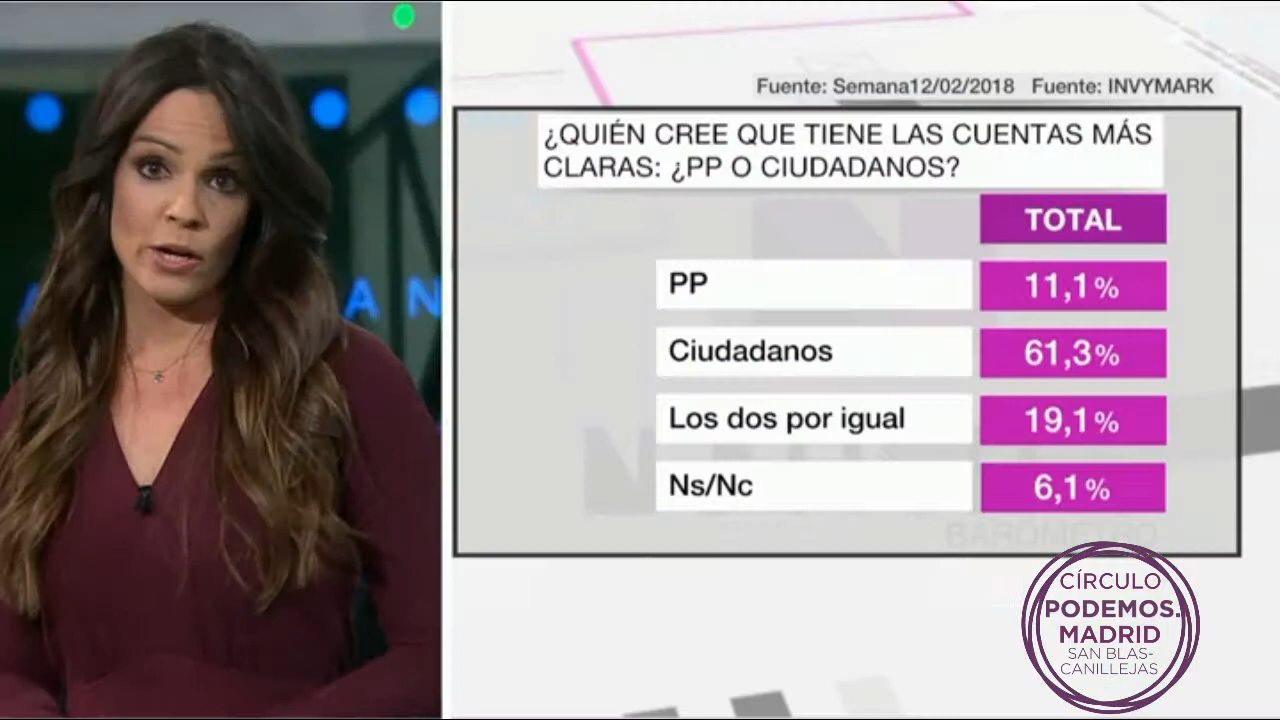 Fuente: Semana12/02/2018 Fuente: INVYMARK
¿QUIÉN CREE QUE TIENE LAS CUENTAS MÁS
CLARAS: ¿PP O CIUDADANOS?
TOTAL
PP 11,1%
Ciudadanos 61,3%
Los dos por igual 19,1%
Ns/Nc 6,1%
BARÓMETRO
CÍRCULO
PODEMOS.
MADRID
SAN BLAS-
CANILLEJAS